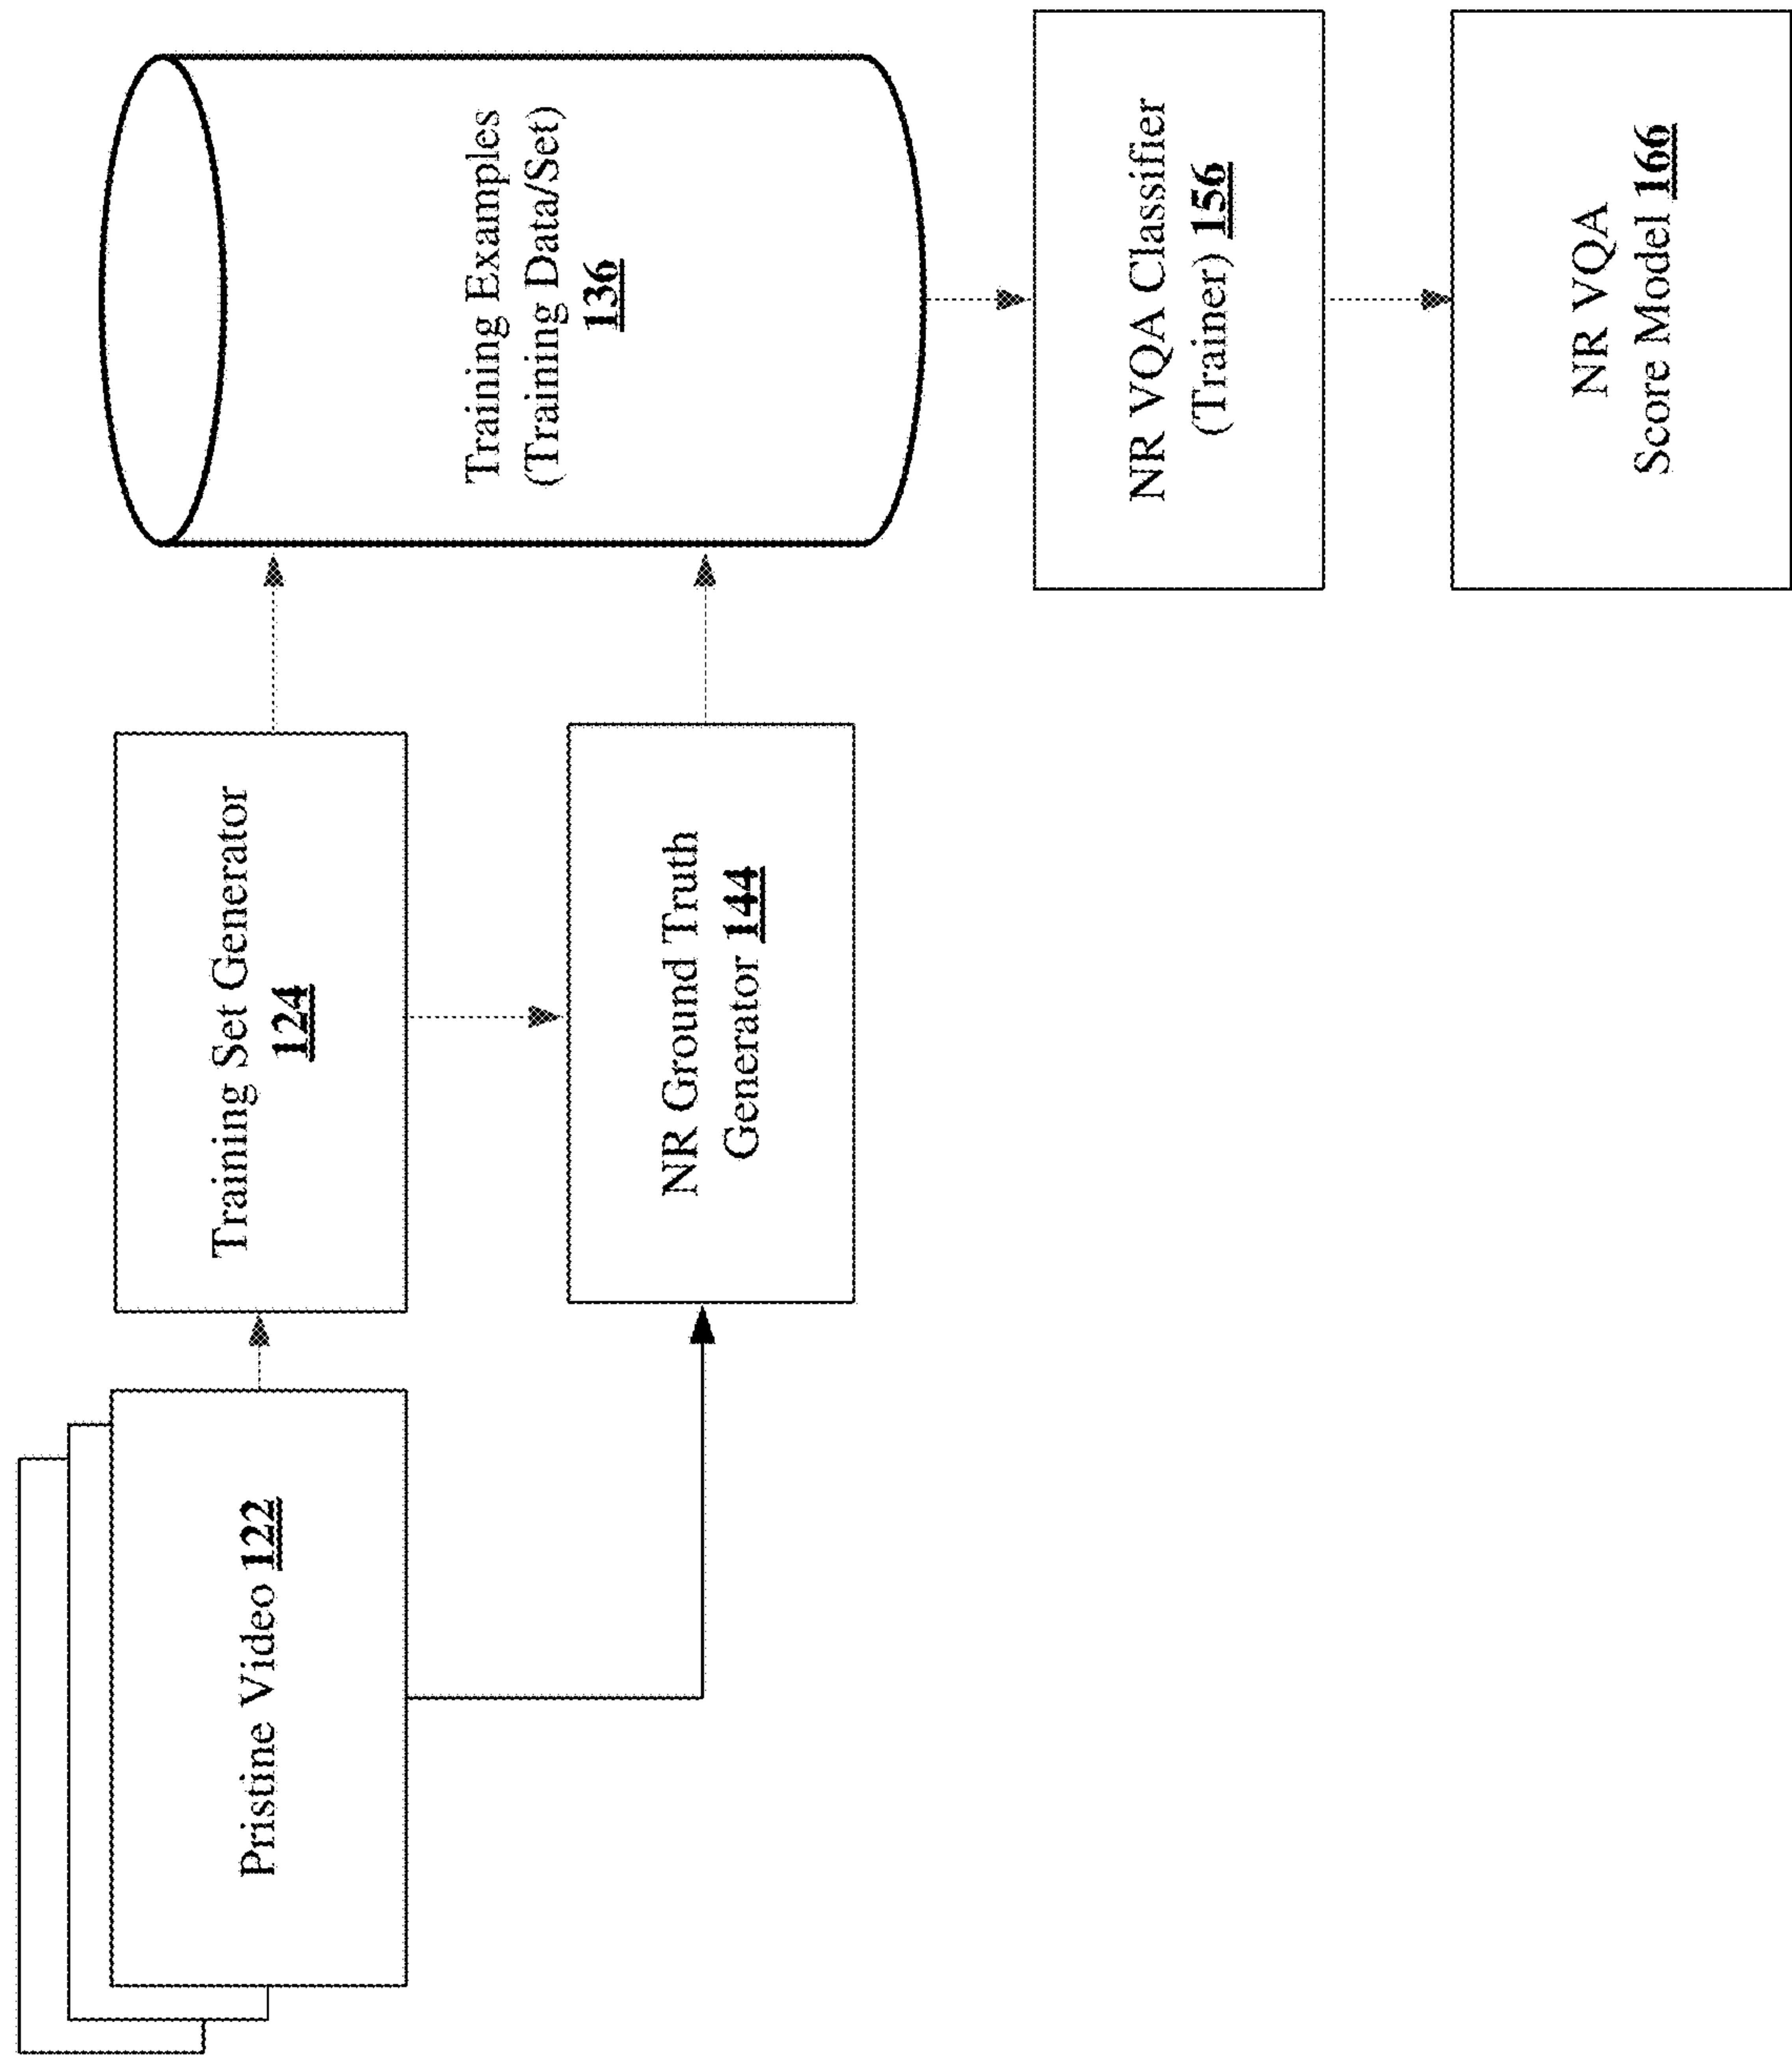 Pristine Video 122
Training Set Generator
124
NR Ground Truth
Generator 144
Training Examples
(Training Data/Set)
136
NR VQA Classifier
(Trainer) 156
NR VQA
Score Model 166